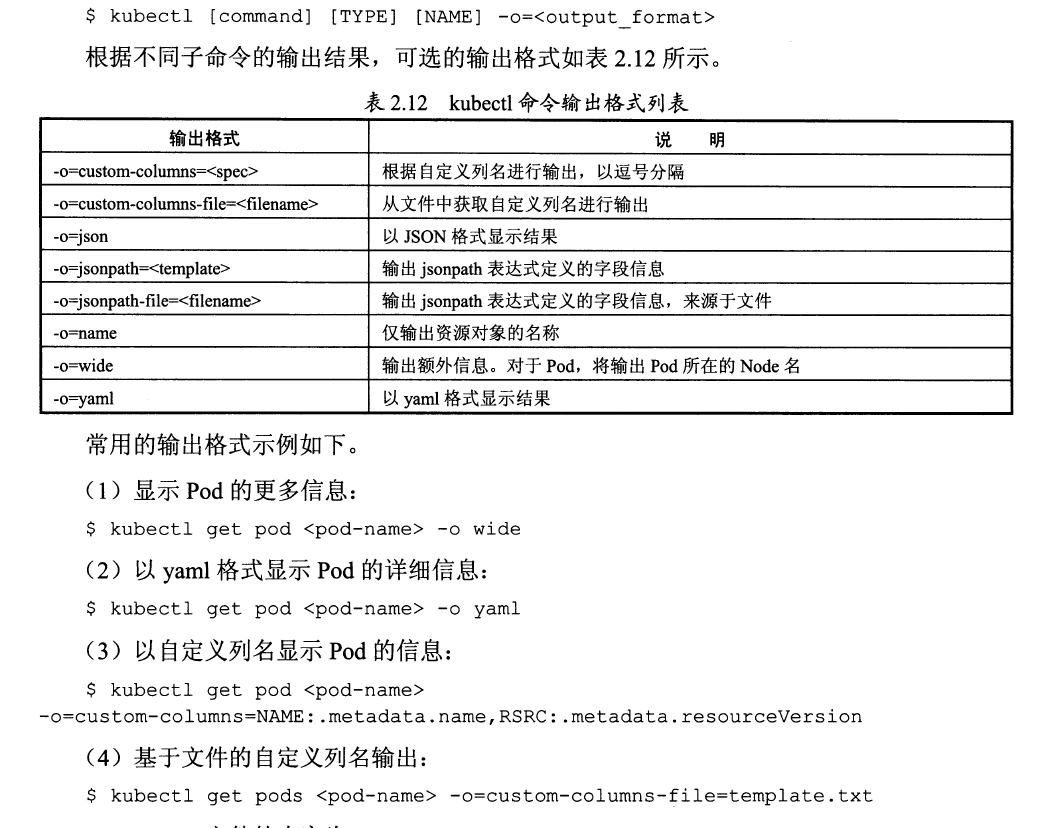 $ kubectl [command] [TYPE] [NAME] -o=<output_format>
根据不同子命令的输出结果，可选的输出格式如表 2.12 所示。
表 2.12 kubectl 命令输出格式列表
输出格式 说 明
-o=custom-columns=<spec> 根据自定义列名进行输出，以逗号分隔
-o=custom-columns-file=<filename> 从文件中获取自定义列名进行输出
-o=json 以 JSON 格式显示结果
-o=jsonpath=<template> 输出 jsonpath 表达式定义的字段信息
-o=jsonpath-file=<filename> 输出 jsonpath 表达式定义的字段信息，来源于文件
-o=name 仅输出资源对象的名称
-o=wide 输出额外信息。对于 Pod，将输出 Pod 所在的 Node 名
-o=yaml 以 yaml 格式显示结果
常用的输出格式示例如下。
（1）显示 Pod 的更多信息：
$ kubectl get pod <pod-name> -o wide
（2）以 yaml 格式显示 Pod 的详细信息：
$ kubectl get pod <pod-name> -o yaml
（3）以自定义列名显示 Pod 的信息：
$ kubectl get pod <pod-name>
-o=custom-columns=NAME:.metadata.name,RSRC:.metadata.resourceVersion
（4）基于文件的自定义列名输出：
$ kubectl get pods <pod-name> -o=custom-columns-file=template.txt